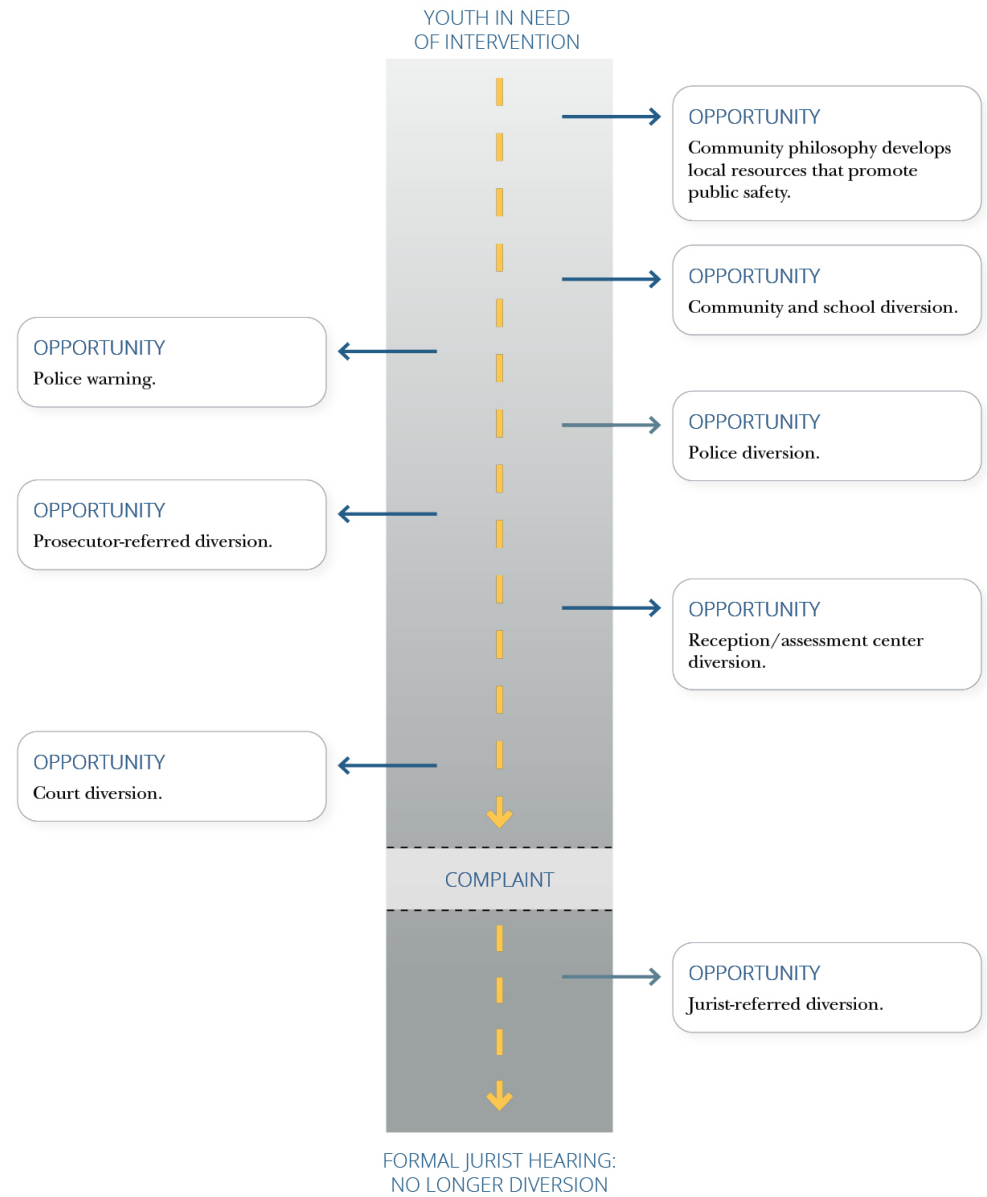 YOUTH IN NEED
OF INTERVENTION
OPPORTUNITY
Community philosophy develops
local resources that promote
public safety.
OPPORTUNITY
Community and school diversion.
OPPORTUNITY
Police warning.
OPPORTUNITY
Police diversion.
OPPORTUNITY
Prosecutor-referred diversion.
OPPORTUNITY
Reception/assessment center
diversion.
OPPORTUNITY
Court diversion.
COMPLAINT
OPPORTUNITY
Jurist-referred diversion.
FORMAL JURIST HEARING:
NO LONGER DIVERSION